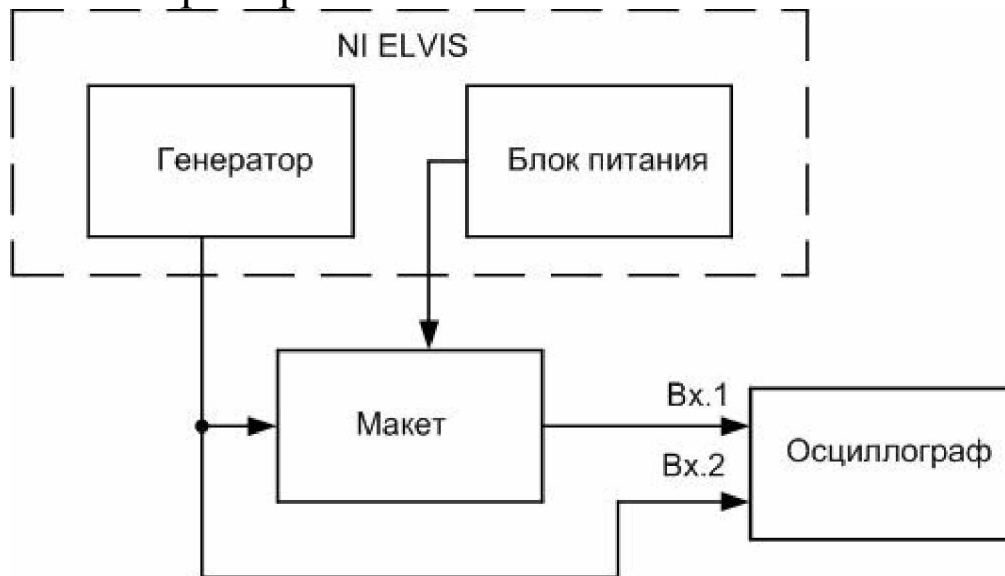 NI ELVIS
Генератор
Блок питания
Макет
Вх.1
Вх.2
Осциллограф